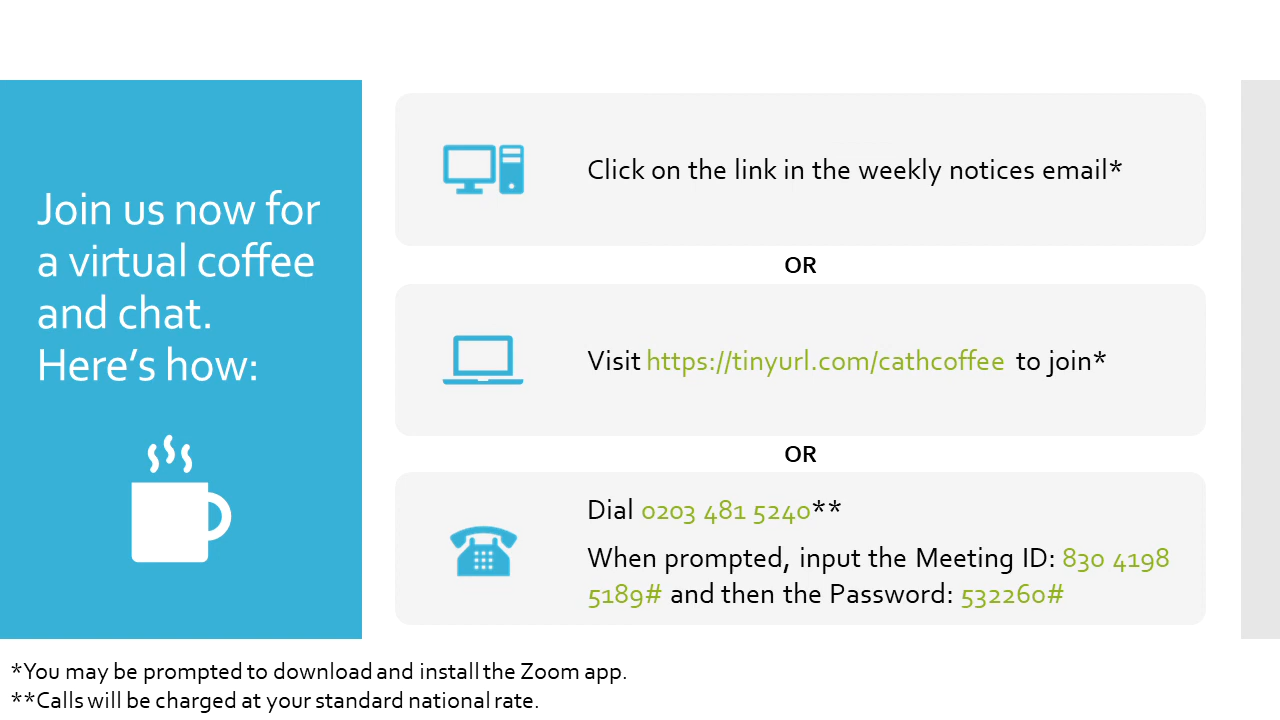 Join us now for
a virtual coffee
and chat.
Here’s how:
Click on the link in the weekly notices email*
OR
Visit https://tinyurl.com/cathcoffee to join*
OR
Dial 0203 481 5240**
When prompted, input the Meeting ID: 830 4198
5189# and then the Password: 532260#
*You may be prompted to download and install the Zoom app.
**Calls will be charged at your standard national rate.